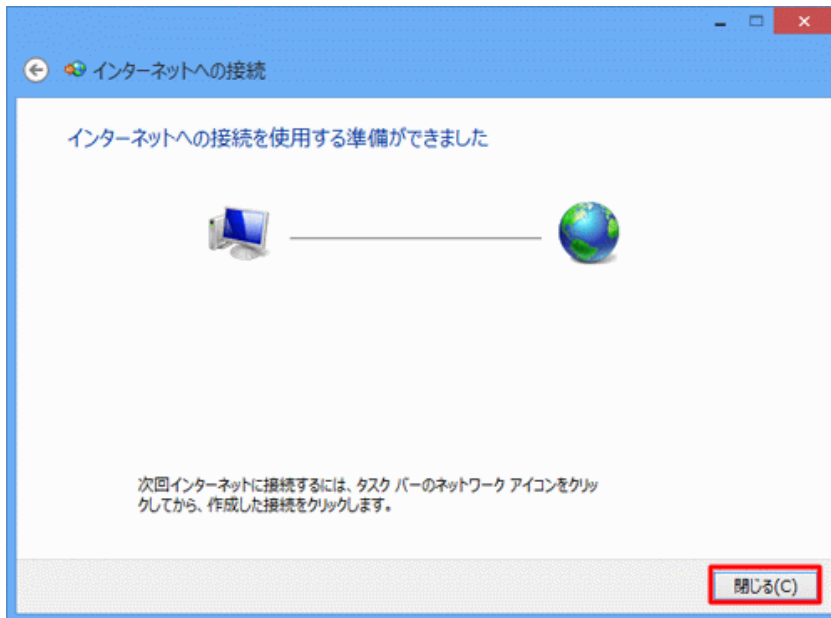 インターネットへの接続
インターネットへの接続を使用する準備ができました
次回インターネットに接続するには、タスク バーのネットワーク アイコンをクリッ
クしてから、作成した接続をクリックします。
閉じる(C)